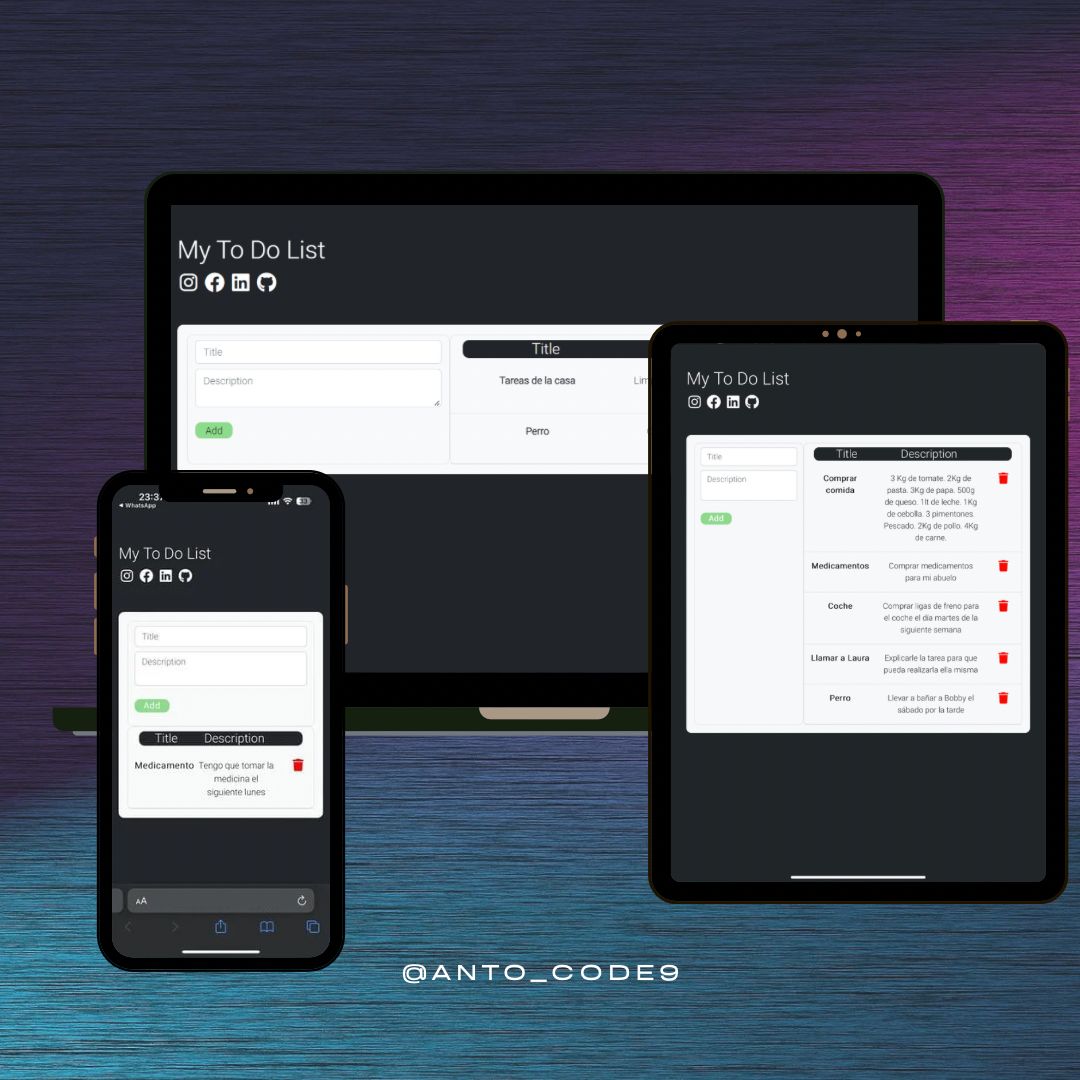 My To Do List
Title
Description
Add
Title
Tareas de la casa
Perro
My To Do List
Title
Description
Add
Title Description
Comprar comida
3 Kg de tomate. 2Kg de
pasta. 3Kg de papa. 500g
de queso. 1lt de leche. 1Kg
de cebolla. 3 pimentones.
Pescado. 2Kg de pollo. 4Kg
de carne.
Medicamentos
Comprar medicamentos
para mi abuelo
Coche
Comprar ligas de freno para
el coche el dia martes de la
siguiente semana
Llamar a Laura
Explicarle la tarea para que
pueda realizarla ella misma
Perro
Llevar a bañar a Bobby el
sábado por la tarde
WhatsApp
My To Do List
Title
Description
Add
Title Description
Medicamento
Tengo que tomar la
medicina el
siguiente lunes
AA
@ANTO_CODE9